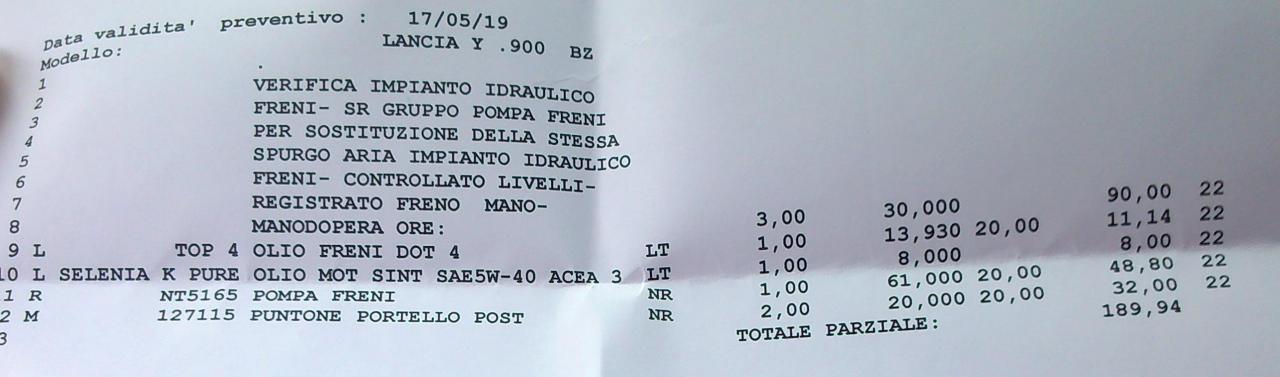 Data validita' preventivo : 17/05/19
Modello: LANCIA Y .900 BZ
1 .
2 VERIFICA IMPIANTO IDRAULICO
3 FRENI- SR GRUPPO POMPA FRENI
4 PER SOSTITUZIONE DELLA STESSA
5 SPURGO ARIA IMPIANTO IDRAULICO
6 FRENI- CONTROLLATO LIVELLI-
7 REGISTRATO FRENO MANO-
8 MANODOPERA ORE: 3,00 30,000 90,00 22
9 L TOP 4 OLIO FRENI DOT 4 LT 1,00 13,930 20,00 11,14 22
10 L SELENIA K PURE OLIO MOT SINT SAE5W-40 ACEA 3 LT 1,00 8,000 8,00 22
1 R NT5165 POMPA FRENI NR 1,00 61,000 20,00 48,80 22
2 M 127115 PUNTONE PORTELLO POST NR 2,00 20,000 20,00 32,00 22
3 TOTALE PARZIALE: 189,94